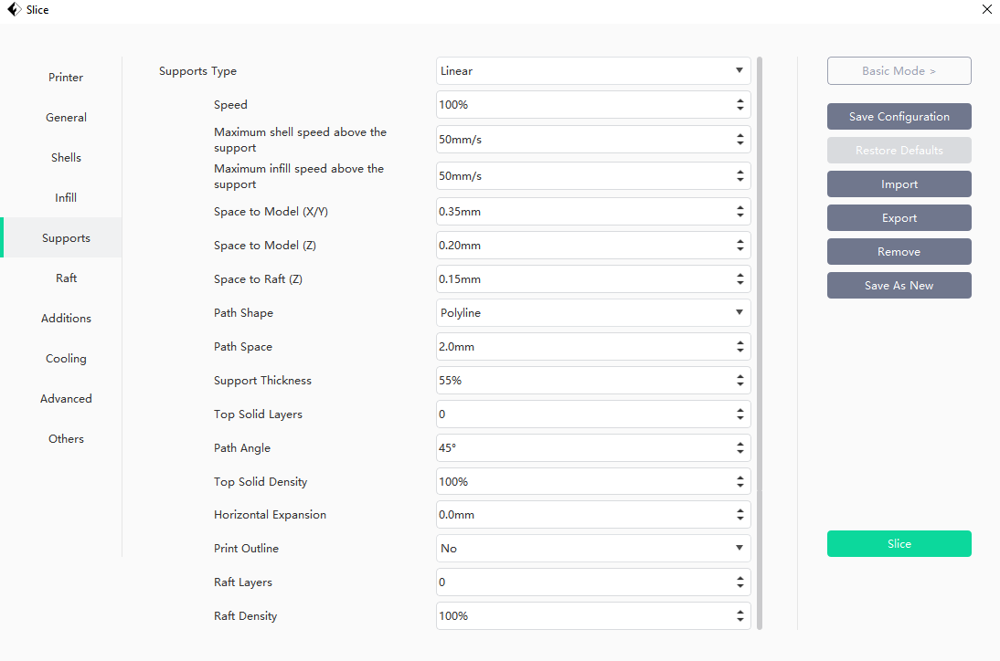 Slice
Printer
General
Shells
Infill
Supports
Raft
Additions
Cooling
Advanced
Others
Supports Type Linear
Speed 100%
Maximum shell speed above the
support 50mm/s
Maximum infill speed above the
support 50mm/s
Space to Model (X/Y) 0.35mm
Space to Model (Z) 0.20mm
Space to Raft (Z) 0.15mm
Path Shape Polyline
Path Space 2.0mm
Support Thickness 55%
Top Solid Layers 0
Path Angle 45°
Top Solid Density 100%
Horizontal Expansion 0.0mm
Print Outline No
Raft Layers 0
Raft Density 100%
Basic Mode >
Save Configuration
Restore Defaults
Import
Export
Remove
Save As New
Slice